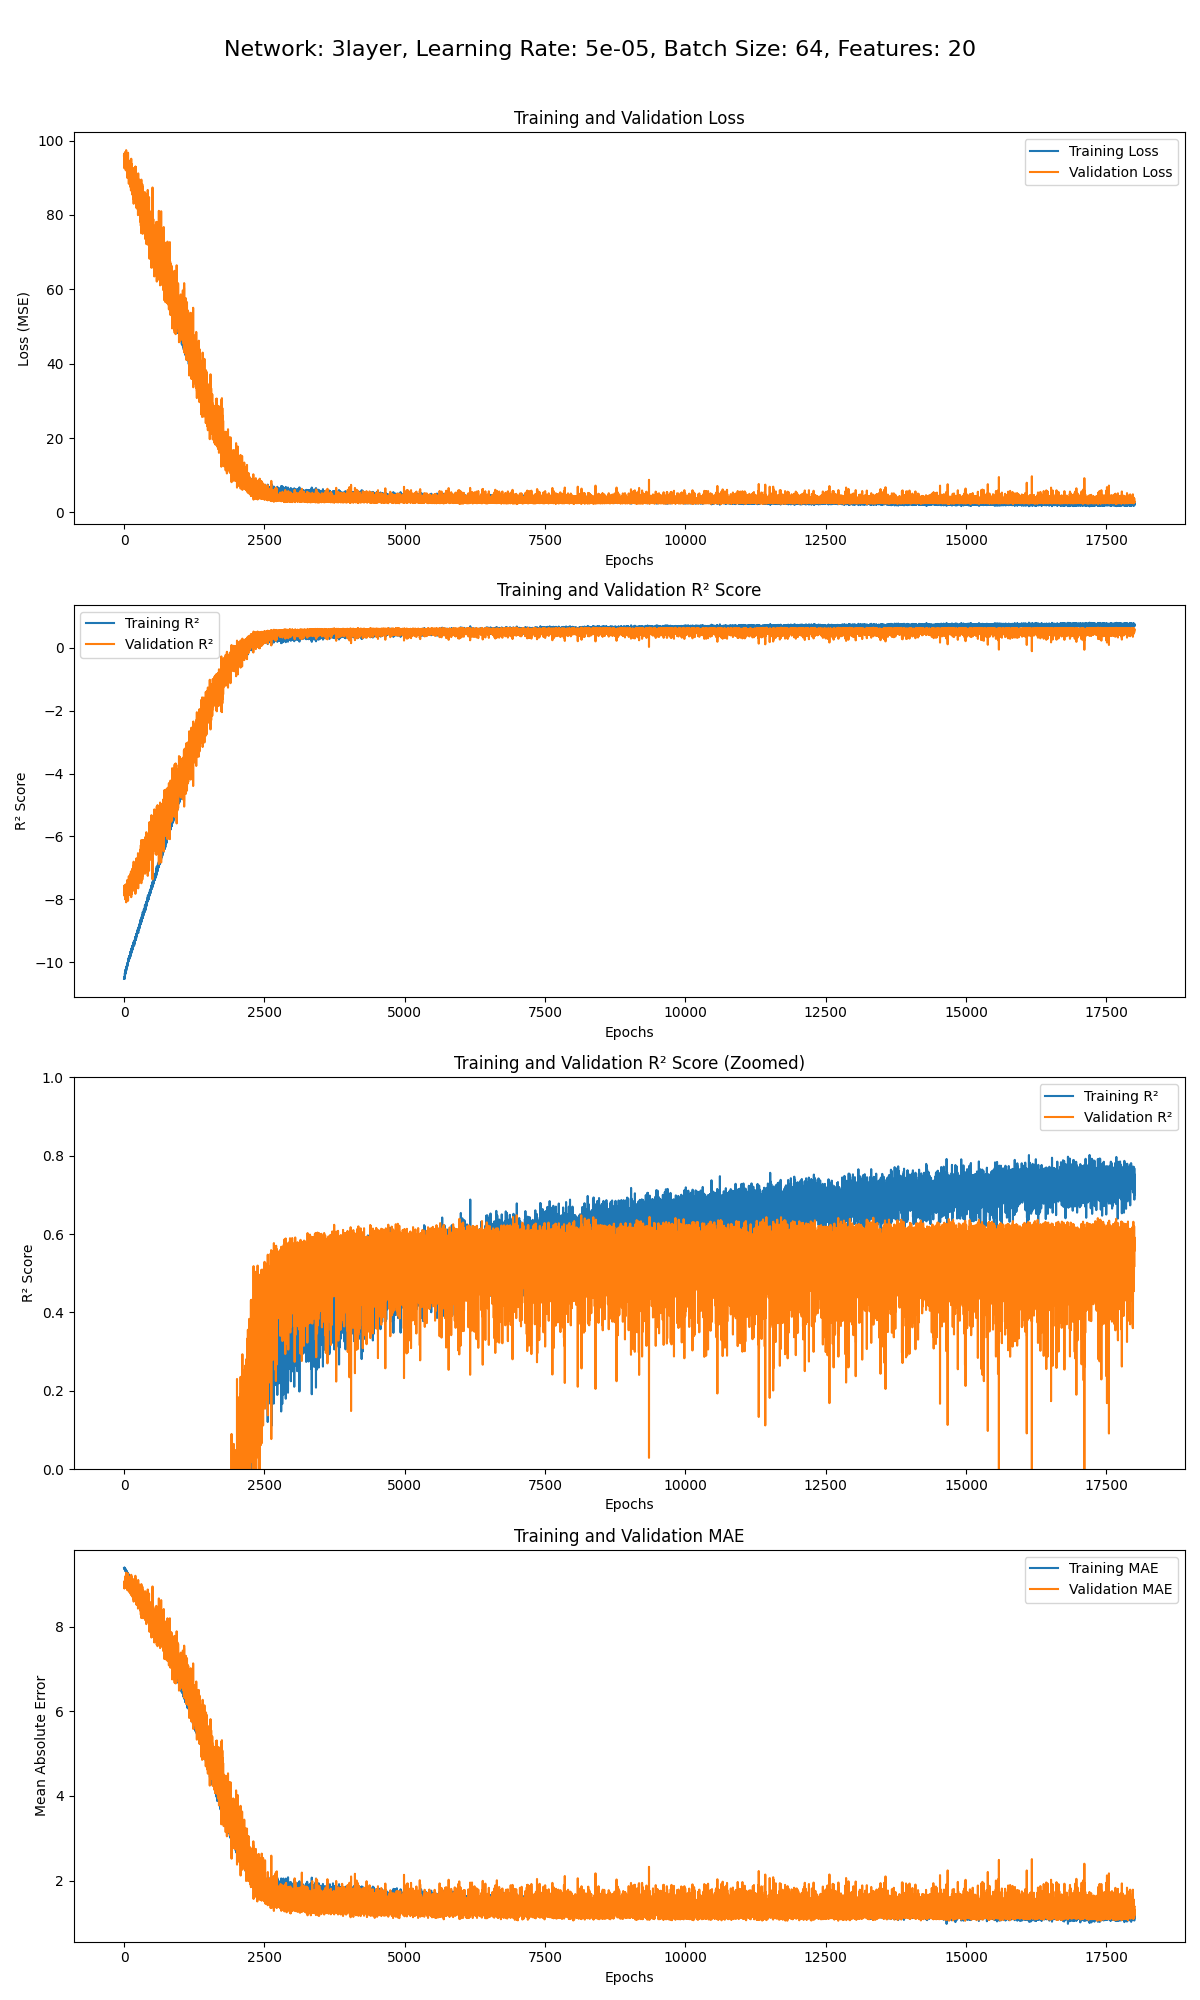 Network: 3layer, Learning Rate: 5e-05, Batch Size: 64, Features: 20
Training and Validation Loss
Training Loss
Validation Loss
100
80
60
40
20
0
Loss (MSE)
0 2500 5000 7500 10000 12500 15000 17500
Epochs
Training and Validation R² Score
Training R²
Validation R²
0
−2
−4
−6
−8
−10
R² Score
0 2500 5000 7500 10000 12500 15000 17500
Epochs
Training and Validation R² Score (Zoomed)
Training R²
Validation R²
1.0
0.8
0.6
0.4
0.2
0.0
R² Score
0 2500 5000 7500 10000 12500 15000 17500
Epochs
Training and Validation MAE
Training MAE
Validation MAE
8
6
4
2
Mean Absolute Error
0 2500 5000 7500 10000 12500 15000 17500
Epochs